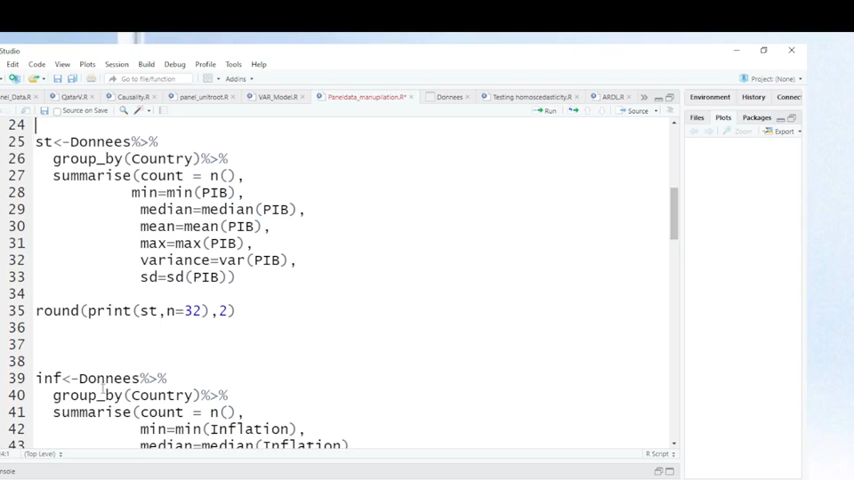 Studio
Edit Code View Plots Session Build Debug Profile Tools Help
Go to file/function Addins Project: (None)
nel_Data.R QatarV.R Causality.R panel_unitroot.R VAR_Model.R Paneldata_manupilation.R* Donnees Testing homoscedasticity.R ARDL.R Environment History Connec
Source on Save Run Source Files Plots Packages
Zoom Export
24
25 st<-Donnees%>%
26 group_by(Country)%>%
27 summarise(count = n(),
28 min=min(PIB),
29 median=median(PIB),
30 mean=mean(PIB),
31 max=max(PIB),
32 variance=var(PIB),
33 sd=sd(PIB))
34
35 round(print(st,n=32),2)
36
37
38
39 inf<-Donnees%>%
40 group_by(Country)%>%
41 summarise(count = n(),
42 min=min(Inflation),
43 median=median(Inflation)
24:1 (Top Level) R Script
nsole